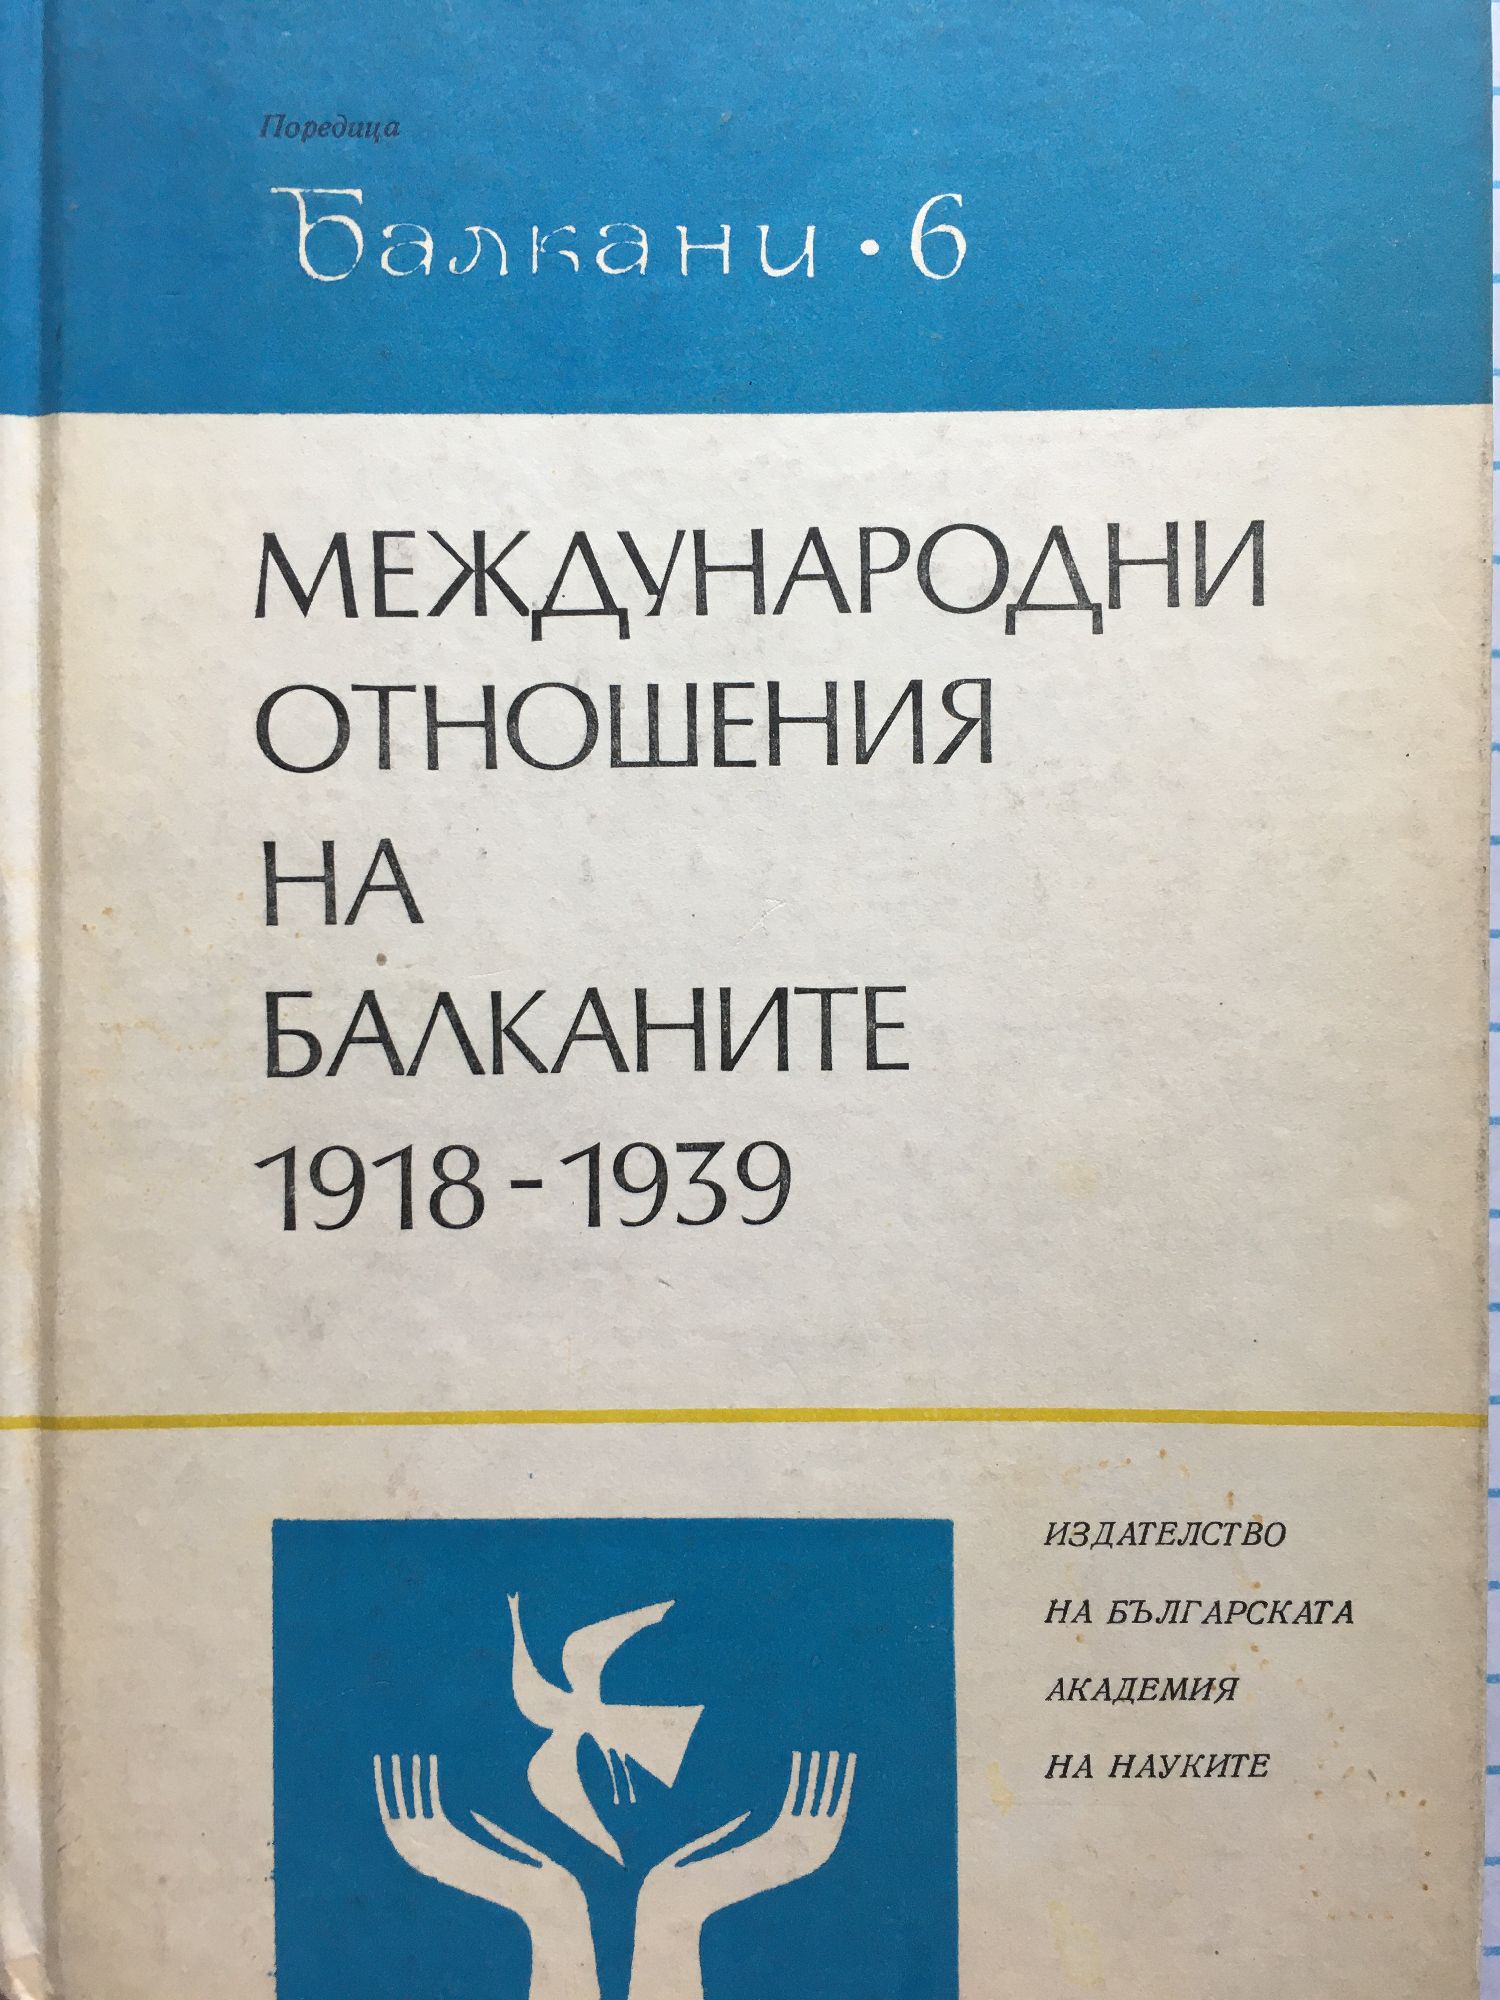 Поредица
Балкани · 6
МЕЖДУНАРОДНИ
ОТНОШЕНИЯ
НА
БАЛКАНИТЕ
1918-1939
ИЗДАТЕЛСТВО
НА БЪЛГАРСКАТА
АКАДЕМИЯ
НА НАУКИТЕ